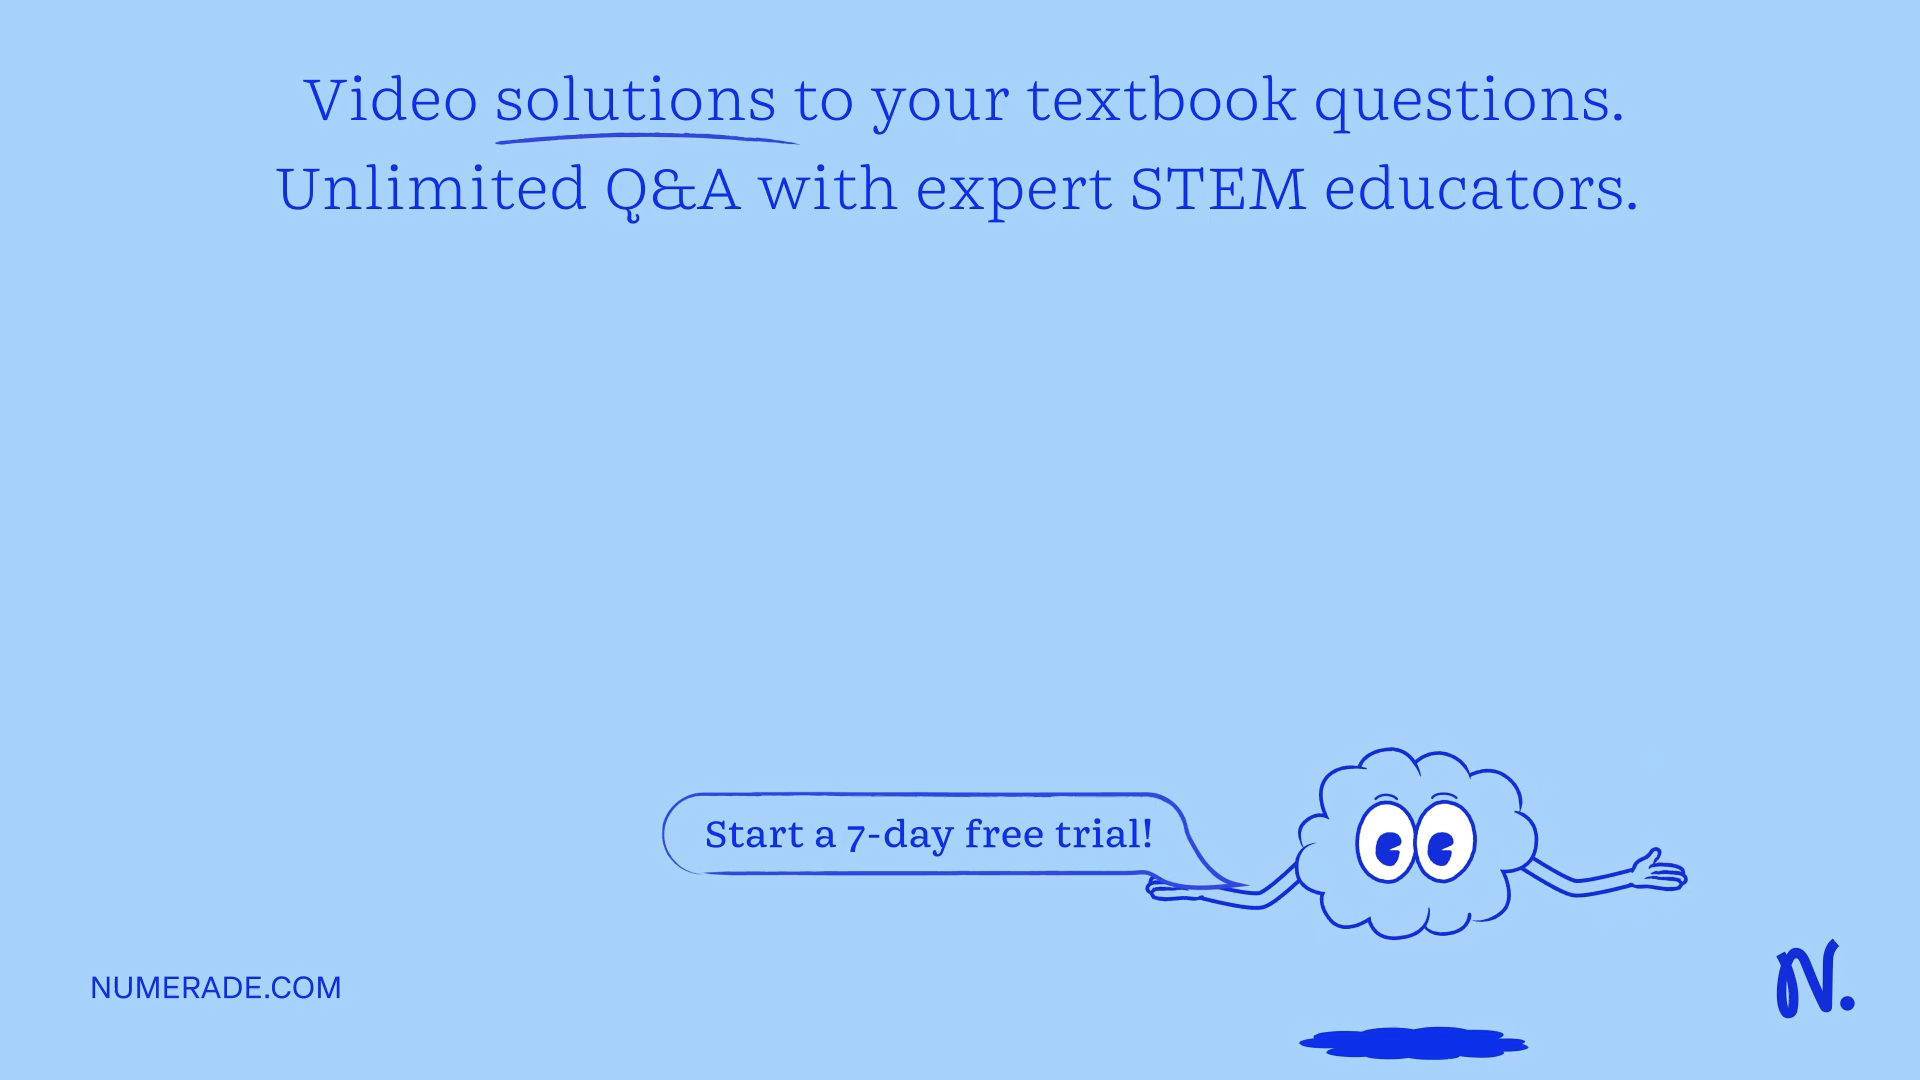 Video solutions to your textbook questions.
Unlimited Q&A with expert STEM educators.
Start a 7-day free trial!
NUMERADE.COM
N.